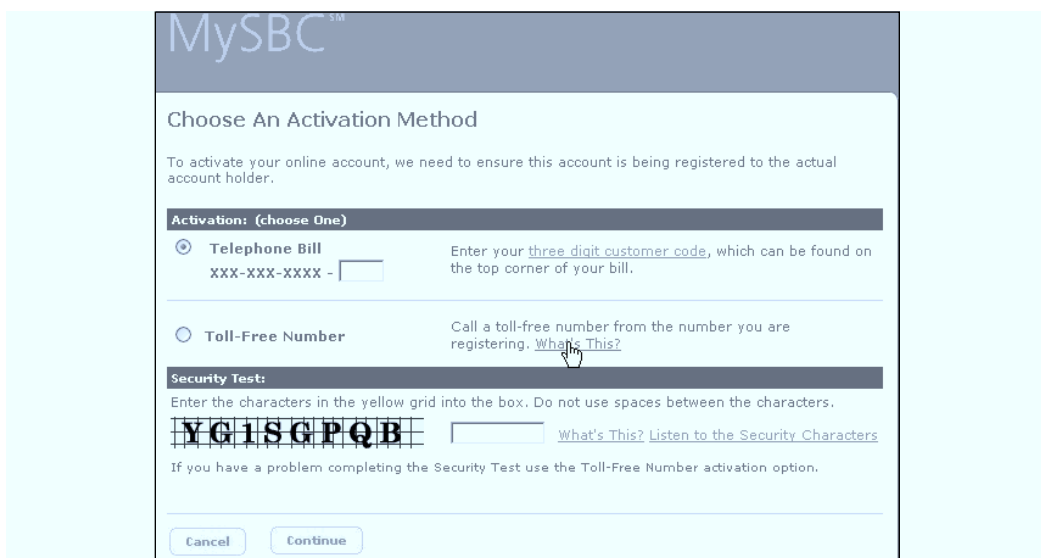 MySBC℠
Choose An Activation Method
To activate your online account, we need to ensure this account is being registered to the actual
account holder.
Activation: (choose One)
Telephone Bill
XXX-XXX-XXXX -
Enter your three digit customer code, which can be found on
the top corner of your bill.
Toll-Free Number
Call a toll-free number from the number you are
registering. What's This?
Security Test:
Enter the characters in the yellow grid into the box. Do not use spaces between the characters.
YG1SGPQB
What's This? Listen to the Security Characters
If you have a problem completing the Security Test use the Toll-Free Number activation option.
Cancel
Continue